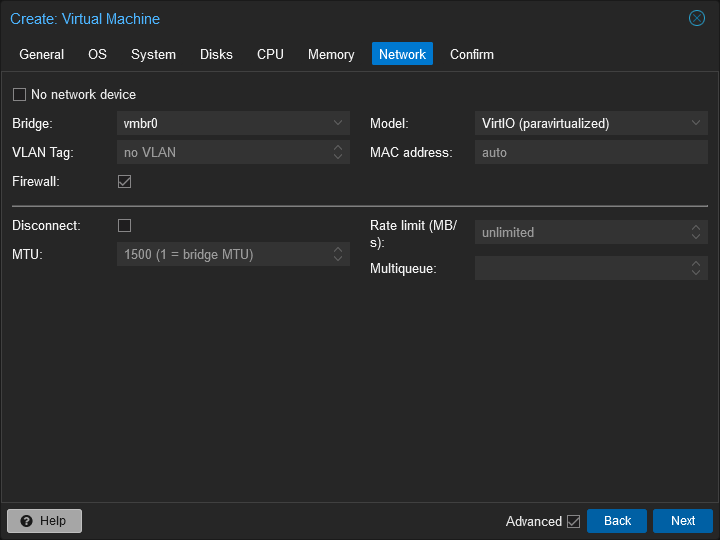 Create: Virtual Machine
General OS System Disks CPU Memory Network Confirm
No network device
Bridge: vmbr0 Model: VirtIO (paravirtualized)
VLAN Tag: no VLAN MAC address: auto
Firewall:
Disconnect: Rate limit (MB/
s): unlimited
MTU: 1500 (1 = bridge MTU)
Multiqueue:
Help Advanced Back Next